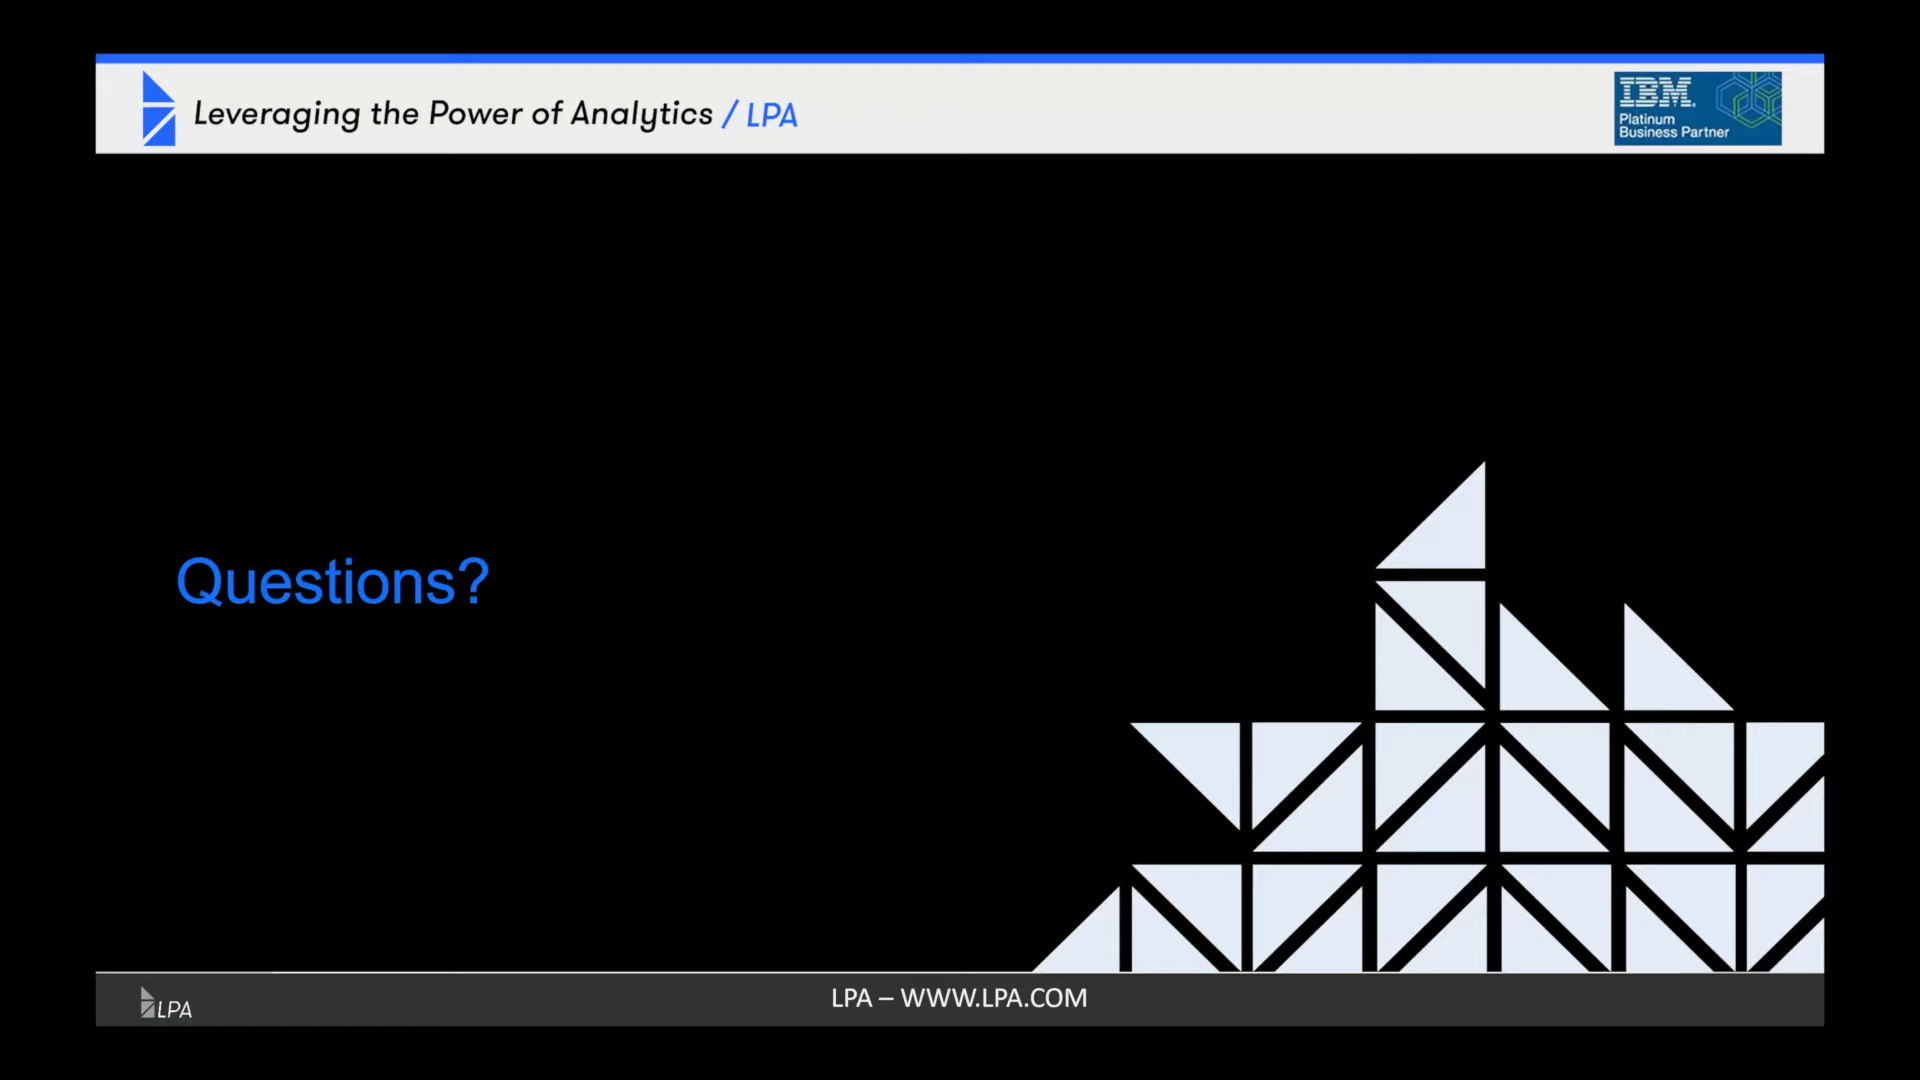 Leveraging the Power of Analytics / LPA
IBM
Platinum
Business Partner
Questions?
LPA
LPA – WWW.LPA.COM